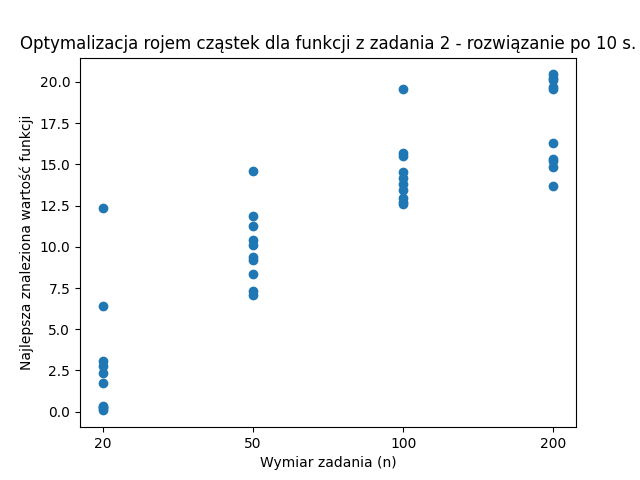 Optymalizacja rojem cząstek dla funkcji z zadania 2 - rozwiązanie po 10 s.
20.0
17.5
15.0
12.5
10.0
7.5
5.0
2.5
0.0
Najlepsza znaleziona wartość funkcji
20 50 100 200
Wymiar zadania (n)